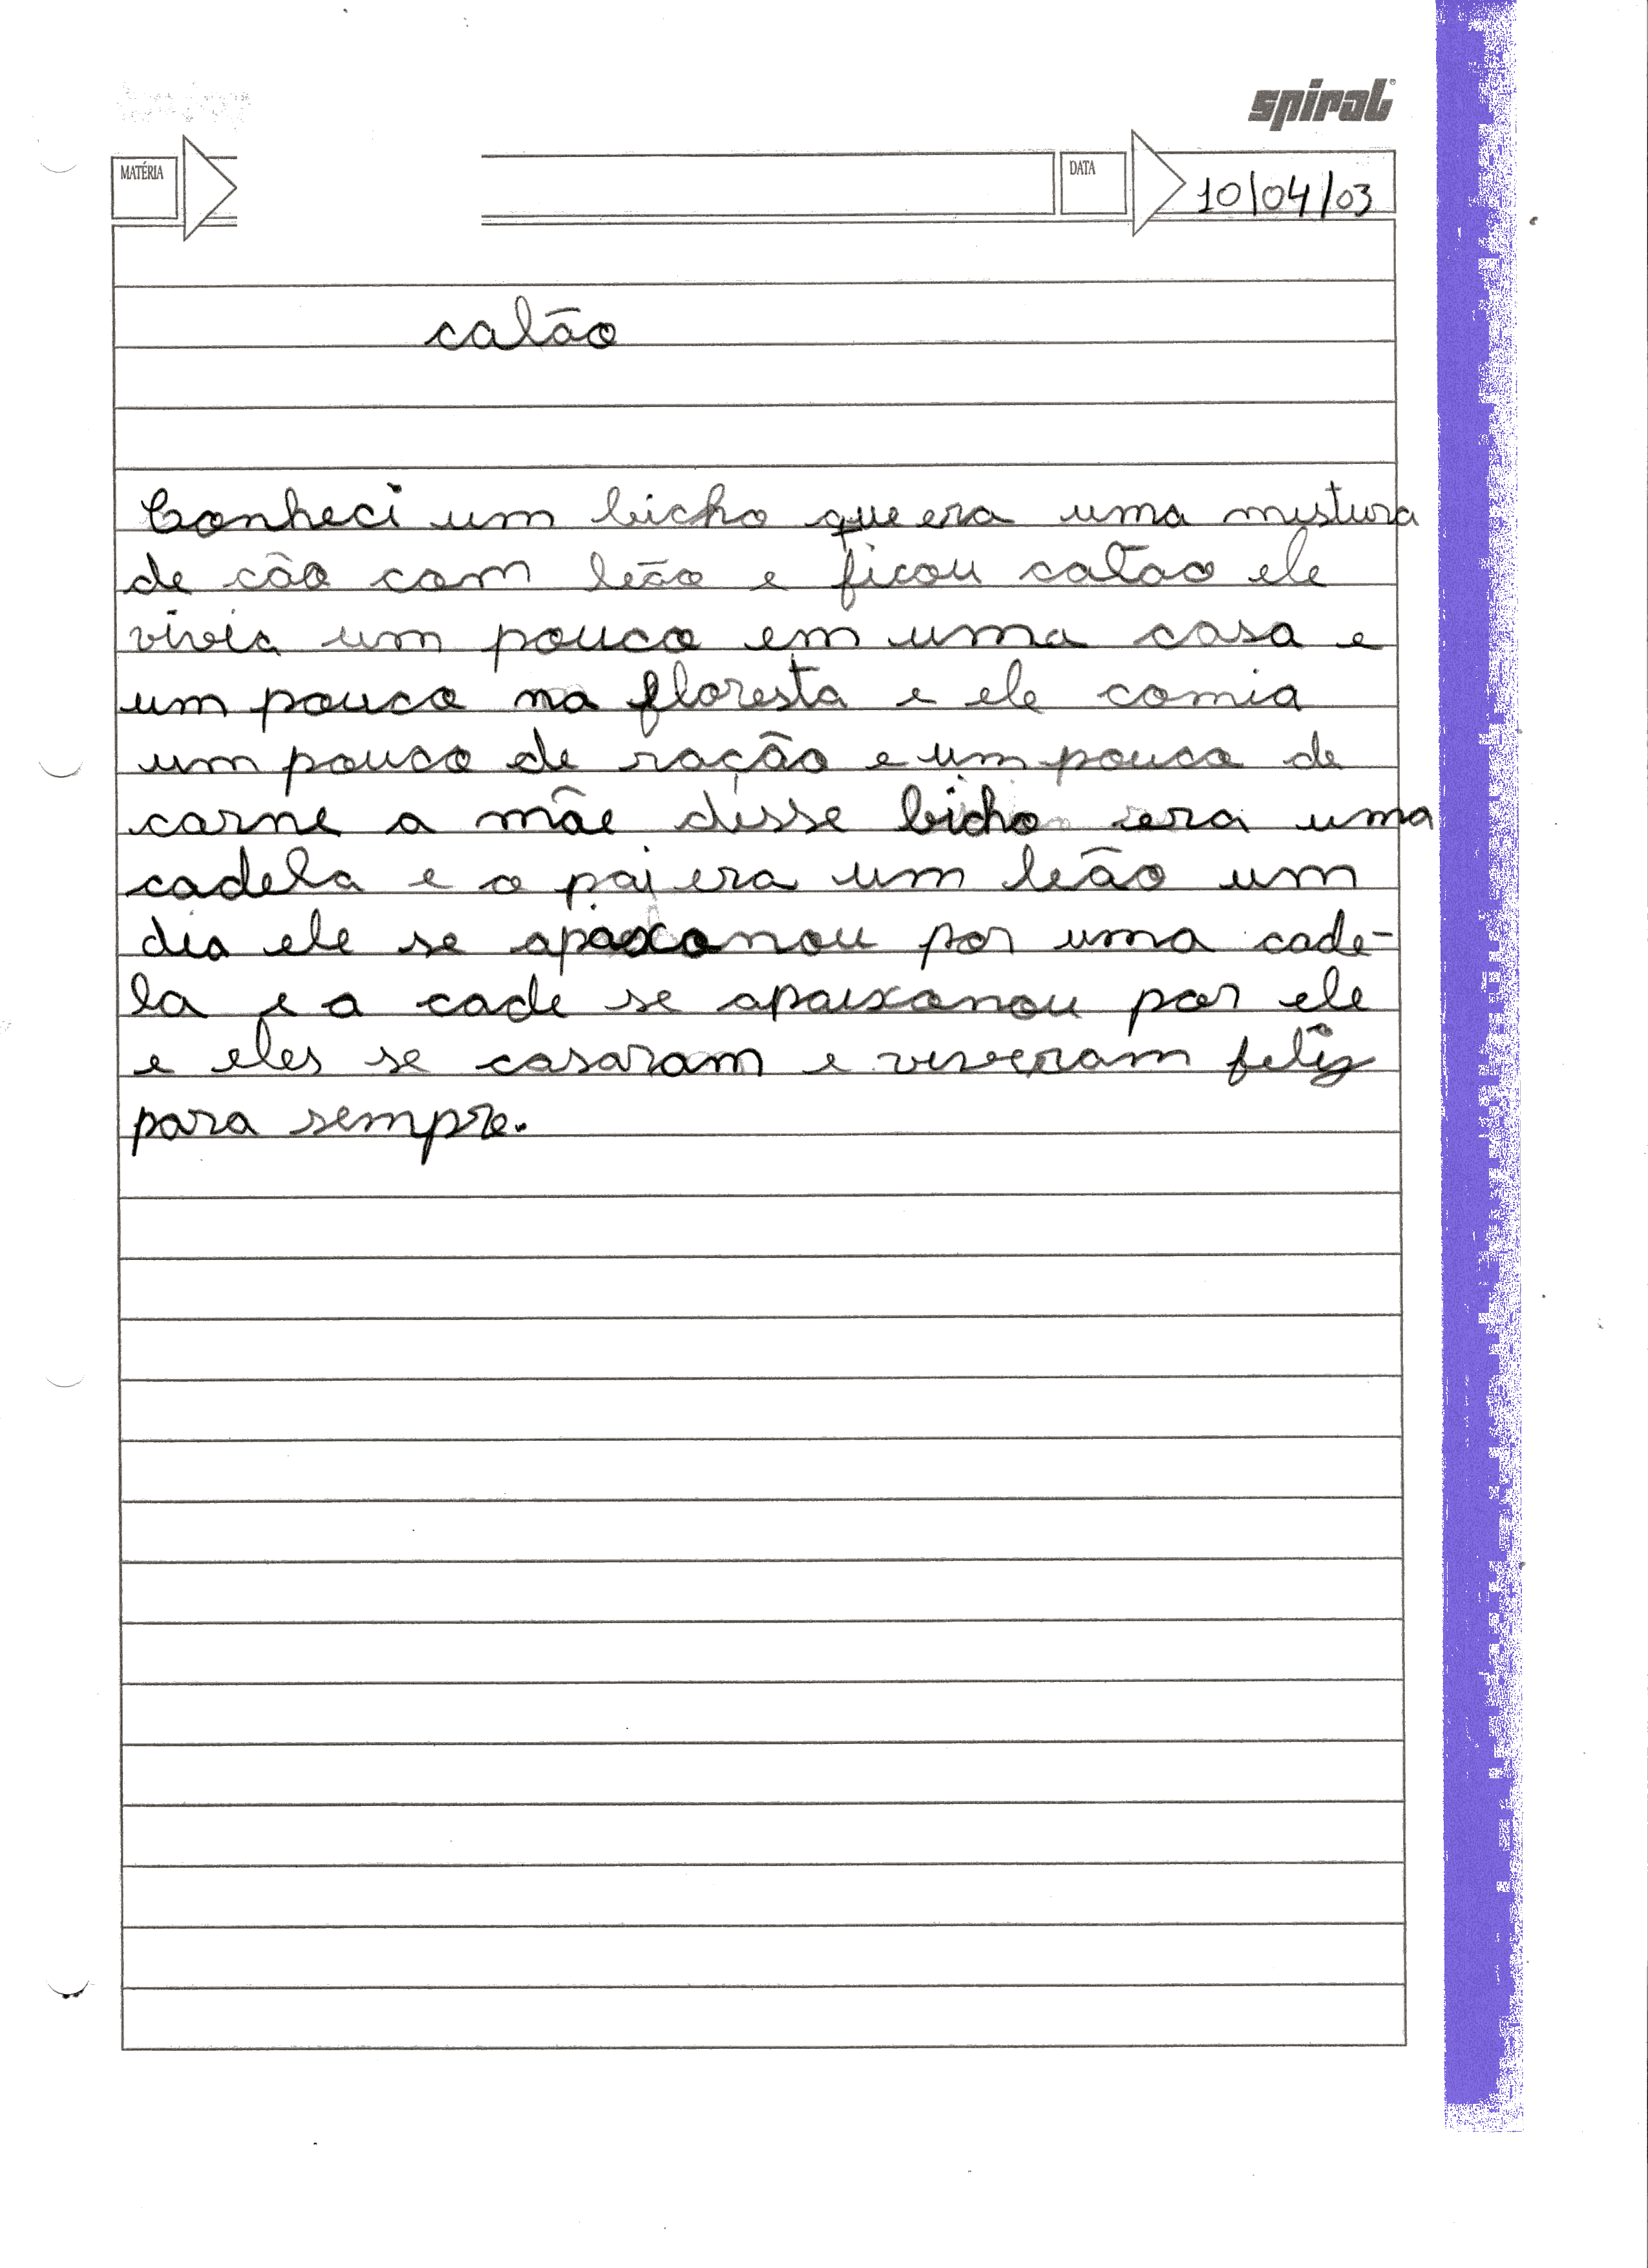 spiral
MATÉRIA
DATA
10/04/03
calão
Conheci um bicho que era uma mistura
de cão com leão e ficou calão ele
vivia um pouco em uma casa e
um pouco na floresta e ele comia
um pouco de ração e um pouco de
carne a mãe disse bicho era uma
cadela e o pai era um leão um
dia ele se apaixonou por uma cade-
la e a cade se apaixonou por ele
e eles se casaram e viveram feliz
para sempre.